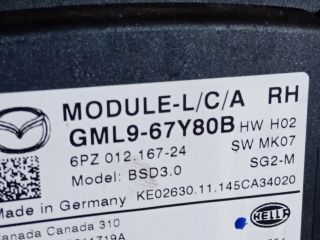 MODULE-L/C/A RH
GML9-67Y80B HW H02
6PZ 012.167-24 SW MK07
Model: BSD3.0 SG2-M
Made in Germany KE02630.11.145CA34020
Canada 310
HELLA